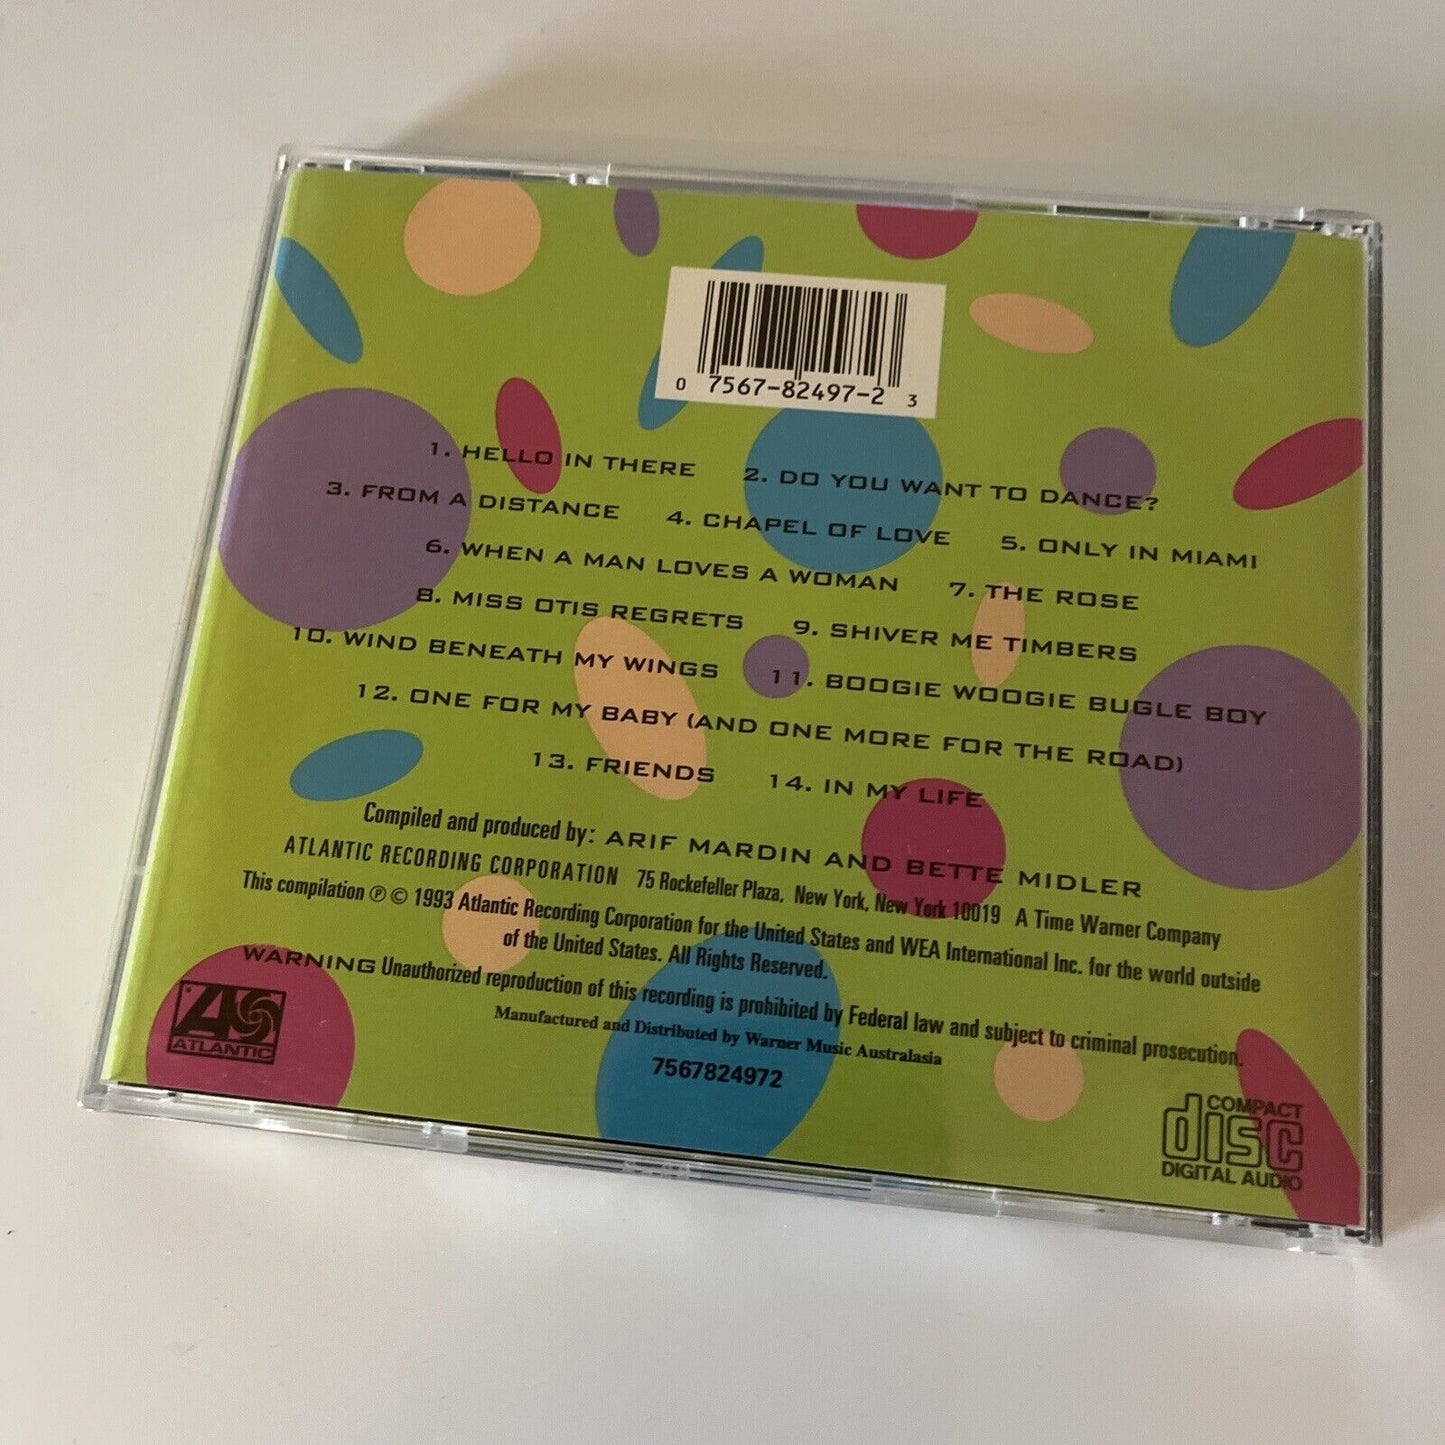 0 7567-82497-2 3
1. HELLO IN THERE 2. DO YOU WANT TO DANCE?
3. FROM A DISTANCE 4. CHAPEL OF LOVE 5. ONLY IN MIAMI
6. WHEN A MAN LOVES A WOMAN 7. THE ROSE
8. MISS OTIS REGRETS 9. SHIVER ME TIMBERS
10. WIND BENEATH MY WINGS 11. BOOGIE WOOGIE BUGLE BOY
12. ONE FOR MY BABY (AND ONE MORE FOR THE ROAD)
13. FRIENDS 14. IN MY LIFE
Compiled and produced by: ARIF MARDIN AND BETTE MIDLER
ATLANTIC RECORDING CORPORATION 75 Rockefeller Plaza, New York, New York 10019 A Time Warner Company
This compilation ℗ © 1993 Atlantic Recording Corporation for the United States and WEA International Inc. for the world outside
of the United States. All Rights Reserved.
WARNING Unauthorized reproduction of this recording is prohibited by Federal law and subject to criminal prosecution.
Manufactured and Distributed by Warner Music Australasia
7567824972
ATLANTIC
COMPACT
disc
DIGITAL AUDIO